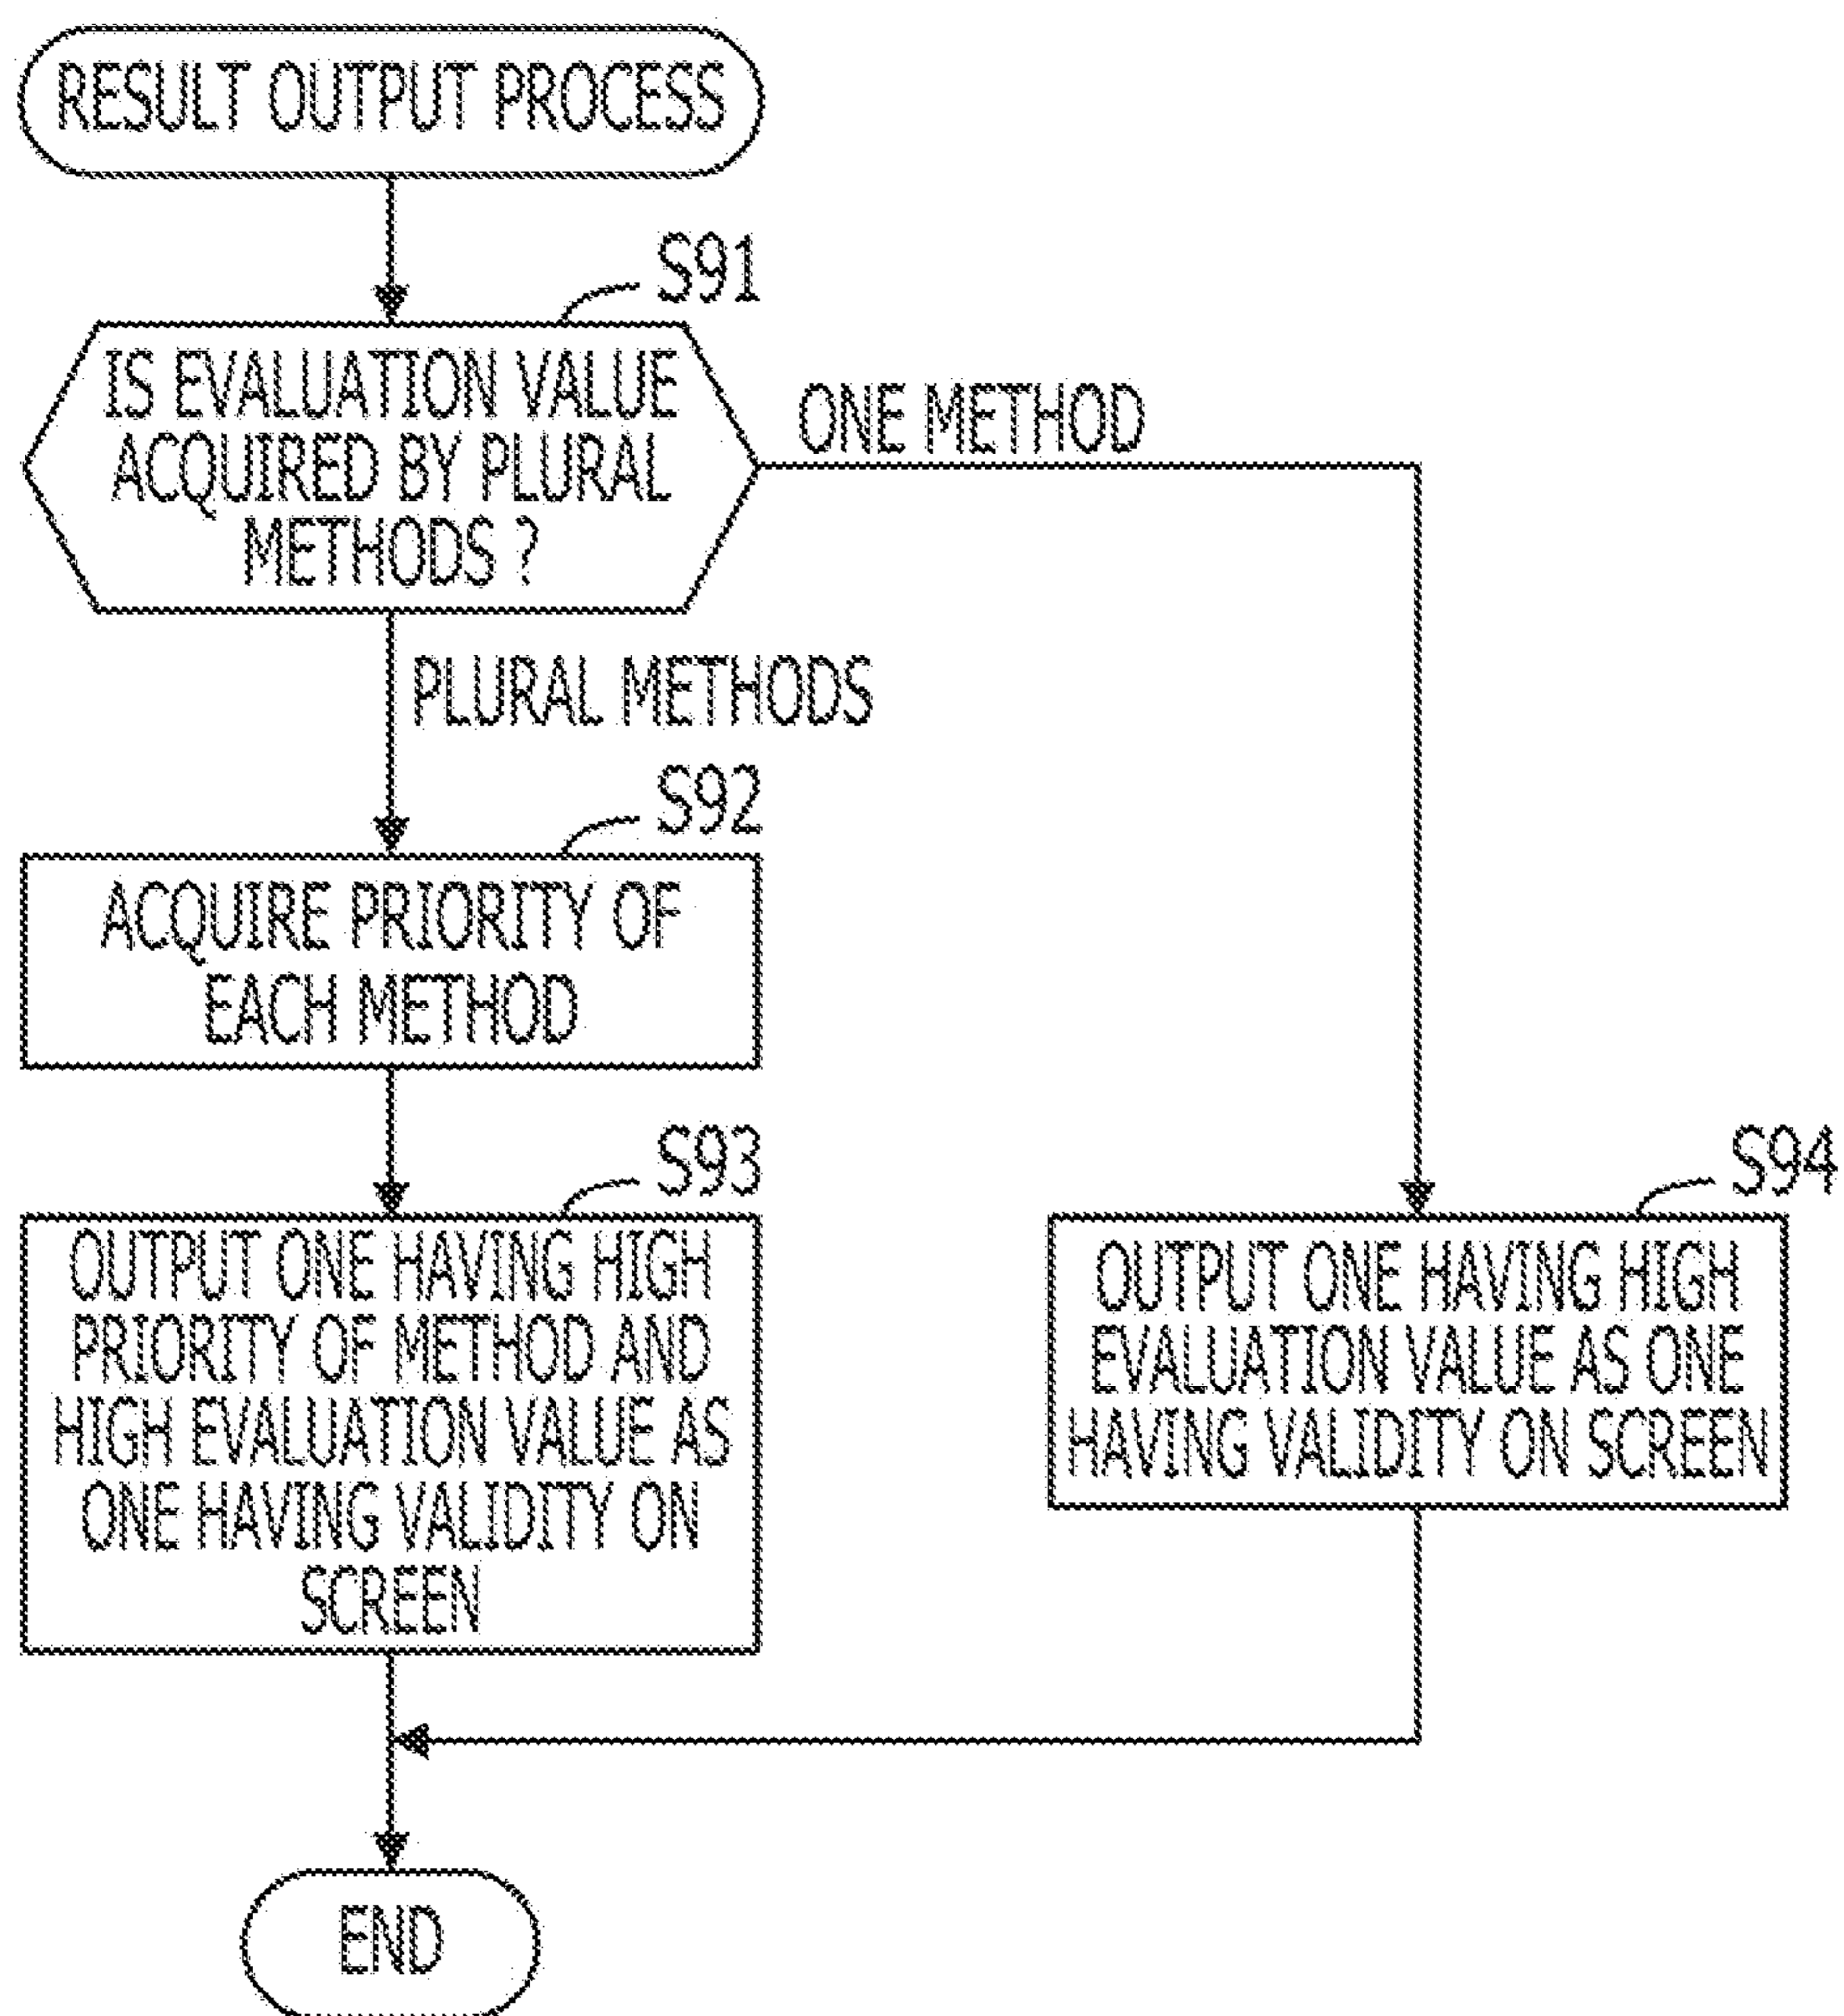 RESULT OUTPUT PROCESS
S91
IS EVALUATION VALUE
ACQUIRED BY PLURAL
METHODS ?
ONE METHOD
PLURAL METHODS
S92
ACQUIRE PRIORITY OF
EACH METHOD
S93
OUTPUT ONE HAVING HIGH
PRIORITY OF METHOD AND
HIGH EVALUATION VALUE AS
ONE HAVING VALIDITY ON
SCREEN
S94
OUTPUT ONE HAVING HIGH
EVALUATION VALUE AS ONE
HAVING VALIDITY ON SCREEN
END